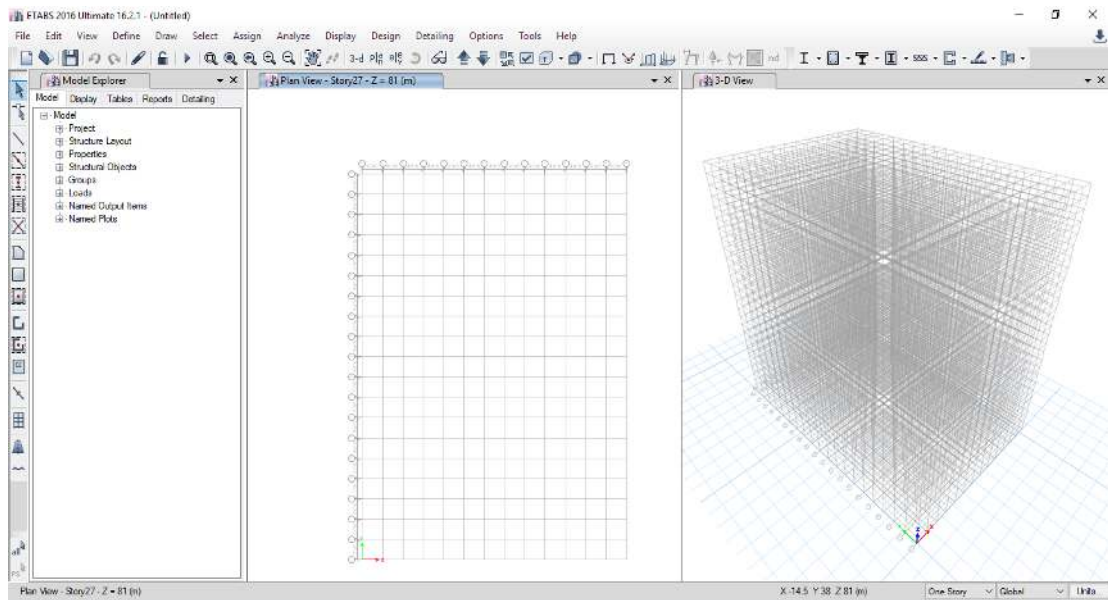 ETABS 2016 Ultimate 16.2.1 - (Untitled)
File Edit View Define Draw Select Assign Analyze Display Design Detailing Options Tools Help
3-d
Model Explorer
Plan View - Story27 - Z = 81 (m)
3-D View
Model Display Tables Reports Detailing
Model
Project
Structure Layout
Properties
Structural Objects
Groups
Loads
Named Output Items
Named Plots
Plan View - Story27 - Z = 81 (m)
X -14.5 Y 38 Z 81 (m)
One Story
Global
Units